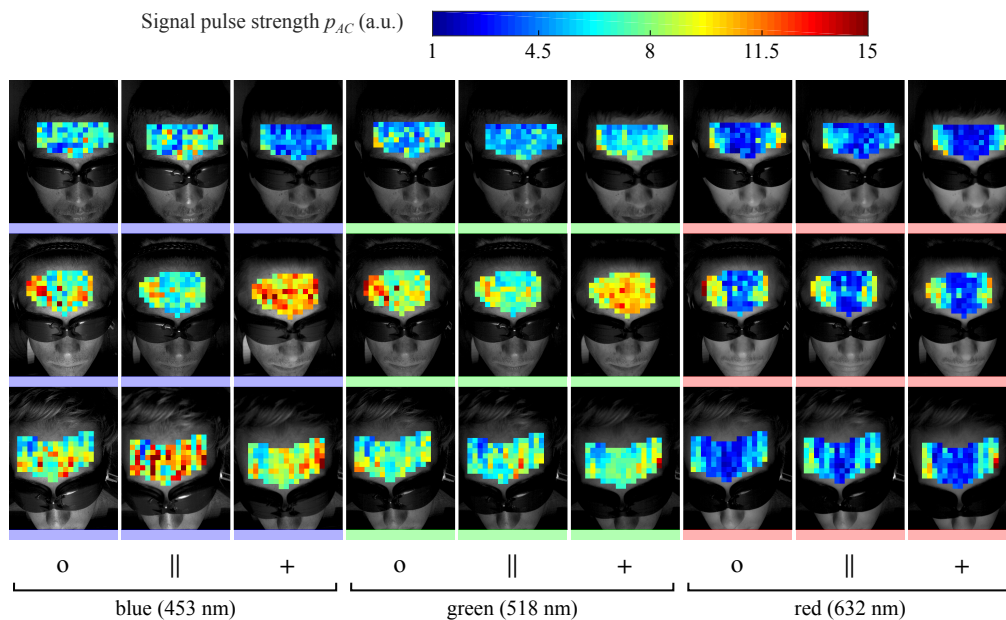 Signal pulse strength p_AC (a.u.)
1 4.5 8 11.5 15
o || + o || + o || +
blue (453 nm) green (518 nm) red (632 nm)